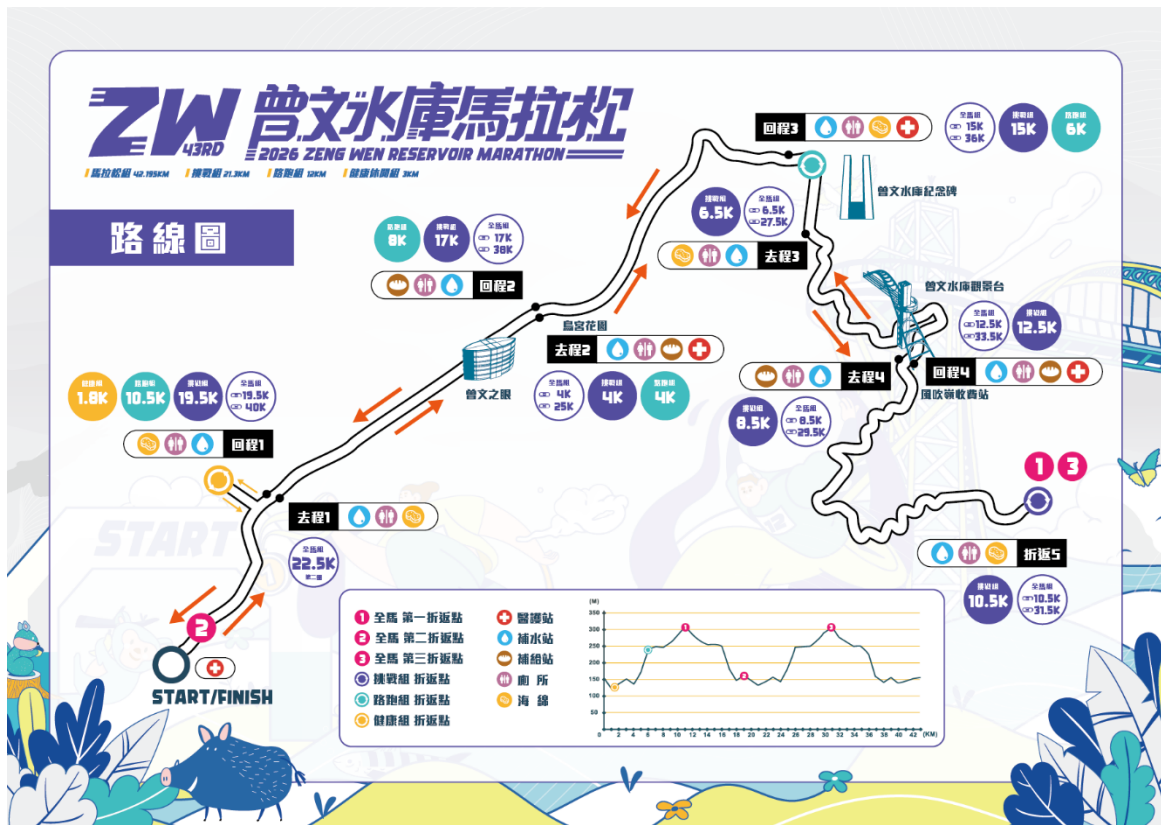 ZW
43RD
曾文水庫馬拉松
2026 ZENG WEN RESERVOIR MARATHON
馬拉松組 42.195KM 挑戰組 21.3KM 路跑組 12KM 健康休閒組 3KM
路線圖
回程3
全馬組
15K
36K
挑戰組
15K
路跑組
6K
曾文水庫紀念碑
挑戰組
6.5K
全馬組
6.5K
27.5K
去程3
路跑組
8K
挑戰組
17K
全馬組
17K
38K
回程2
曾文水庫觀景台
全馬組
12.5K
33.5K
挑戰組
12.5K
鳥宮花園
去程2
曾文之眼
全馬組
4K
25K
挑戰組
4K
路跑組
4K
去程4
回程4
風吹嶺收費站
挑戰組
8.5K
全馬組
8.5K
29.5K
健康組
1.8K
路跑組
10.5K
挑戰組
19.5K
全馬組
19.5K
40K
回程1
1 3
去程1
全馬組
22.5K
第二圈
START
折返5
挑戰組
10.5K
全馬組
10.5K
31.5K
2
START/FINISH
1 全馬 第一折返點
2 全馬 第二折返點
3 全馬 第三折返點
挑戰組 折返點
路跑組 折返點
健康組 折返點
醫護站
補水站
補給站
廁所
海綿
(M)
350
300
250
200
150
100
50
1
2
3
0 2 4 6 8 10 12 14 16 18 20 22 24 26 28 30 32 34 36 38 40 42 (KM)